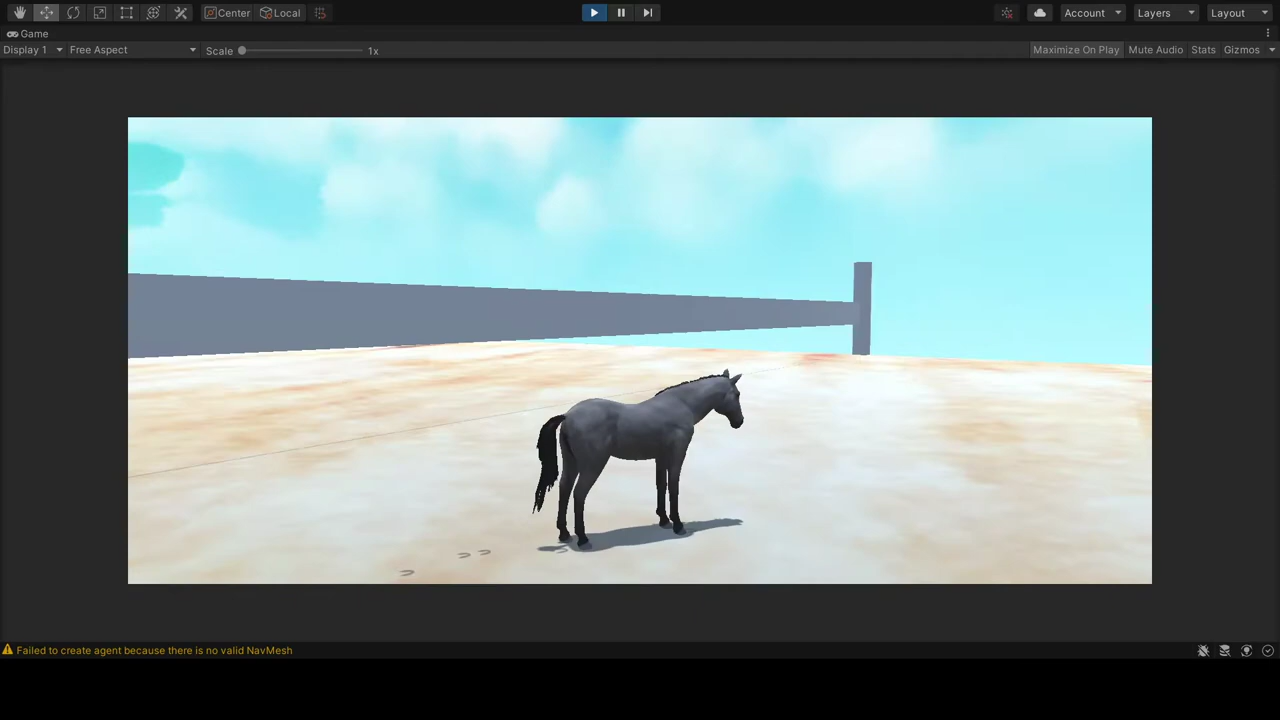 Center Local Account Layers Layout
Game
Display 1 Free Aspect Scale 1x Maximize On Play Mute Audio Stats Gizmos
Failed to create agent because there is no valid NavMesh